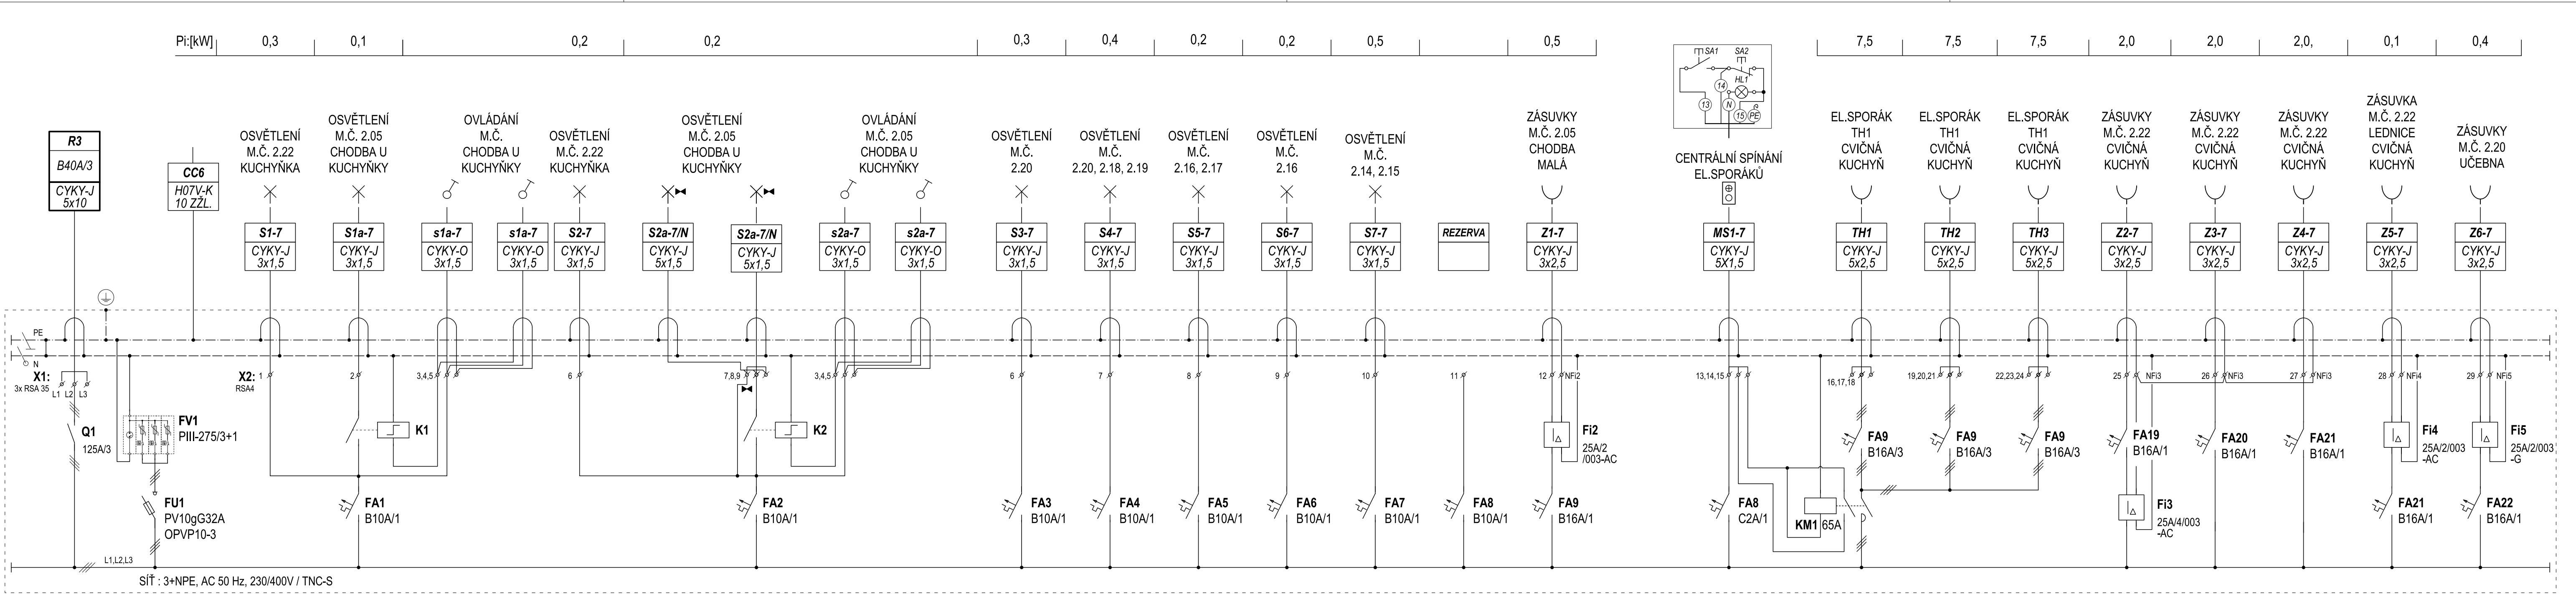 Pi:[kW] 0,3 0,1 0,2 0,2 0,3 0,4 0,2 0,2 0,5 0,5 7,5 7,5 7,5 2,0 2,0 2,0, 0,1 0,4
R3
B40A/3
CYKY-J
5x10
CC6
H07V-K
10 ZŽL.
OSVĚTLENÍ
M.Č. 2.22
KUCHYŇKA
S1-7
CYKY-J
3x1,5
OSVĚTLENÍ
M.Č. 2.05
CHODBA U
KUCHYŇKY
S1a-7
CYKY-J
3x1,5
OVLÁDÁNÍ
M.Č.
CHODBA U
KUCHYŇKY
s1a-7
CYKY-O
3x1,5
s1a-7
CYKY-O
3x1,5
OSVĚTLENÍ
M.Č. 2.22
KUCHYŇKA
S2-7
CYKY-J
3x1,5
OSVĚTLENÍ
M.Č. 2.05
CHODBA U
KUCHYŇKY
S2a-7/N
CYKY-J
5x1,5
S2a-7/N
CYKY-J
5x1,5
OVLÁDÁNÍ
M.Č. 2.05
CHODBA U
KUCHYŇKY
s2a-7
CYKY-O
3x1,5
s2a-7
CYKY-O
3x1,5
OSVĚTLENÍ
M.Č.
2.20
S3-7
CYKY-J
3x1,5
OSVĚTLENÍ
M.Č.
2.20, 2.18, 2.19
S4-7
CYKY-J
3x1,5
OSVĚTLENÍ
M.Č.
2.16, 2.17
S5-7
CYKY-J
3x1,5
OSVĚTLENÍ
M.Č.
2.16
S6-7
CYKY-J
3x1,5
OSVĚTLENÍ
M.Č.
2.14, 2.15
S7-7
CYKY-J
3x1,5
REZERVA
ZÁSUVKY
M.Č. 2.05
CHODBA
MALÁ
Z1-7
CYKY-J
3x2,5
SA1 SA2
HL1
14
13 N 15 PE
CENTRÁLNÍ SPÍNÁNÍ
EL.SPORÁKŮ
MS1-7
CYKY-J
5X1,5
EL.SPORÁK
TH1
CVIČNÁ
KUCHYŇ
TH1
CYKY-J
5x2,5
EL.SPORÁK
TH1
CVIČNÁ
KUCHYŇ
TH2
CYKY-J
5x2,5
EL.SPORÁK
TH1
CVIČNÁ
KUCHYŇ
TH3
CYKY-J
5x2,5
ZÁSUVKY
M.Č. 2.22
CVIČNÁ
KUCHYŇ
Z2-7
CYKY-J
3x2,5
ZÁSUVKY
M.Č. 2.22
CVIČNÁ
KUCHYŇ
Z3-7
CYKY-J
3x2,5
ZÁSUVKY
M.Č. 2.22
CVIČNÁ
KUCHYŇ
Z4-7
CYKY-J
3x2,5
ZÁSUVKA
M.Č. 2.22
LEDNICE
CVIČNÁ
KUCHYŇ
Z5-7
CYKY-J
3x2,5
ZÁSUVKY
M.Č. 2.20
UČEBNA
Z6-7
CYKY-J
3x2,5
PE
N
X1:
3x RSA 35
L1 L2 L3
X2:
RSA4
1 2 3,4,5 6 7,8,9 3,4,5 6 7 8 9 10 11 12 NFi2 13,14,15 16,17,18 19,20,21 22,23,24 25 NFi3 26 NFi3 27 NFi3 28 NFi4 29 NFi5
Q1
125A/3
FV1
PIII-275/3+1
FU1
PV10gG32A
OPVP10-3
K1
FA1
B10A/1
K2
FA2
B10A/1
FA3
B10A/1
FA4
B10A/1
FA5
B10A/1
FA6
B10A/1
FA7
B10A/1
FA8
B10A/1
Fi2
25A/2
/003-AC
FA9
B16A/1
FA8
C2A/1
KM1 65A
FA9
B16A/3
FA9
B16A/3
FA9
B16A/3
FA19
B16A/1
Fi3
25A/4/003
-AC
FA20
B16A/1
FA21
B16A/1
Fi4
25A/2/003
-AC
FA21
B16A/1
Fi5
25A/2/003
-G
FA22
B16A/1
L1,L2,L3
SÍŤ : 3+NPE, AC 50 Hz, 230/400V / TNC-S